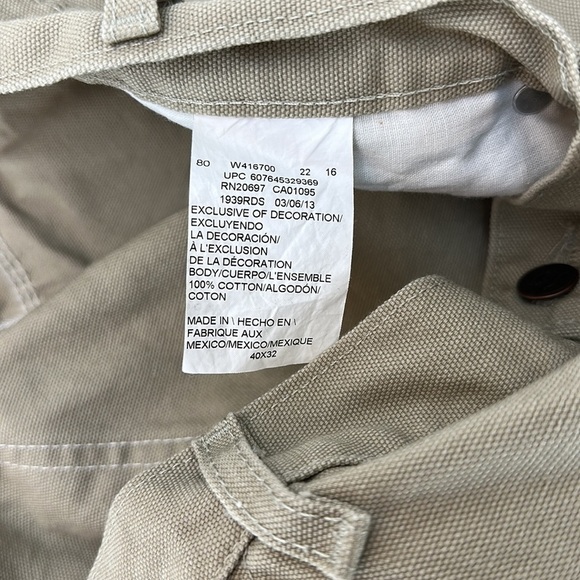 80 W416700 22 16
UPC 607645329369
RN20697 CA01095
1939RDS 03/06/13
EXCLUSIVE OF DECORATION/
EXCLUYENDO
LA DECORACIÓN/
À L'EXCLUSION
DE LA DÉCORATION
BODY/CUERPO/L'ENSEMBLE
100% COTTON/ALGODÓN/
COTON
MADE IN \ HECHO EN \
FABRIQUE AUX
MEXICO/MEXICO/MEXIQUE
40X32